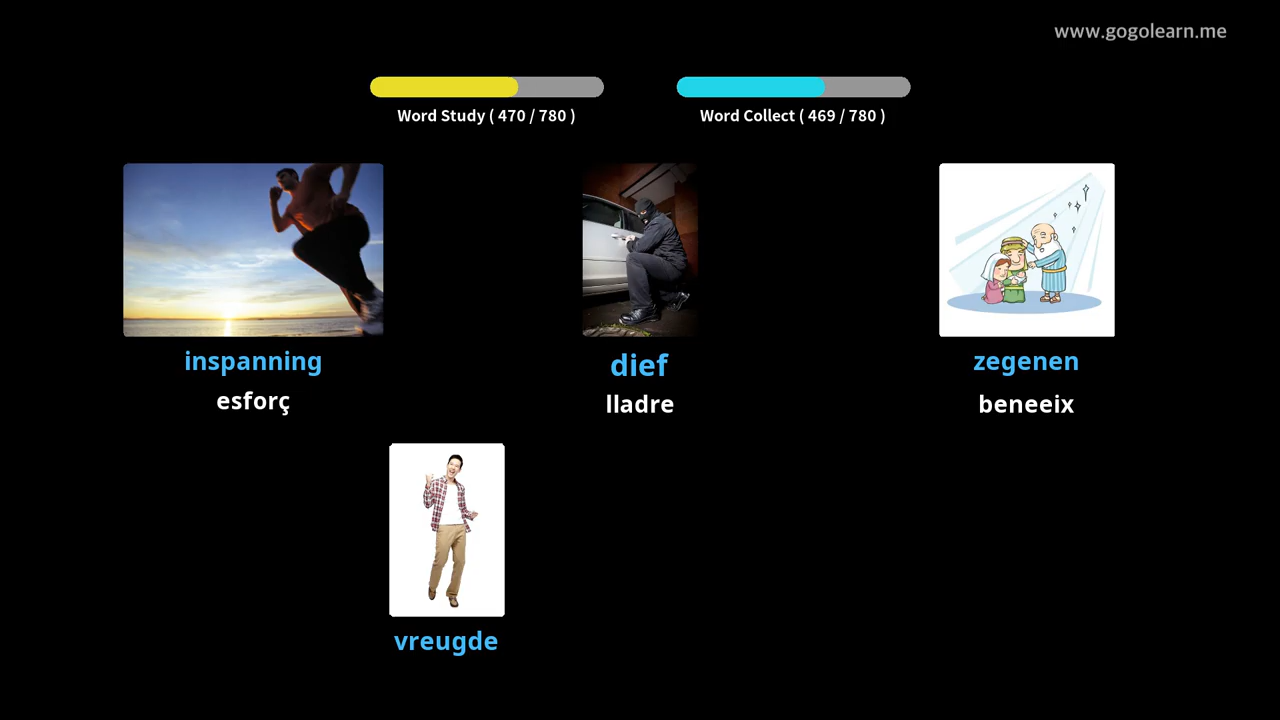 www.gogolearn.me
Word Study ( 470 / 780 )
Word Collect ( 469 / 780 )
inspanning
esforç
dief
lladre
zegenen
beneeix
vreugde